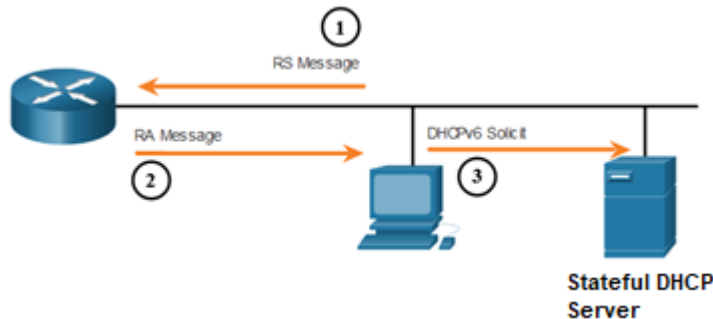 1
RS Message
RA Message
2
DHCPv6 Solicit
3
Stateful DHCP
Server